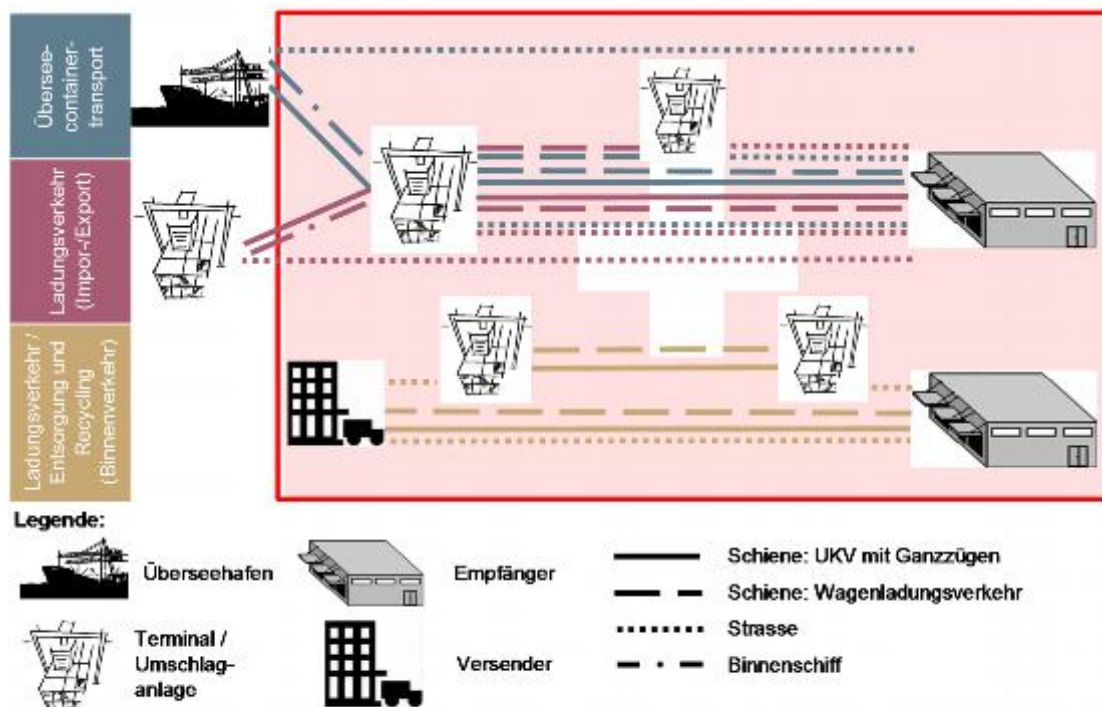 Übersee-
container-
transport
Ladungsverkehr
(Impor-/Export)
Ladungsverkehr /
Entsorgung und
Recycling
(Binnenverkehr)
Legende:
Überseehafen
Terminal /
Umschlag-
anlage
Empfänger
Versender
Schiene: UKV mit Ganzzügen
Schiene: Wagenladungsverkehr
Strasse
Binnenschiff